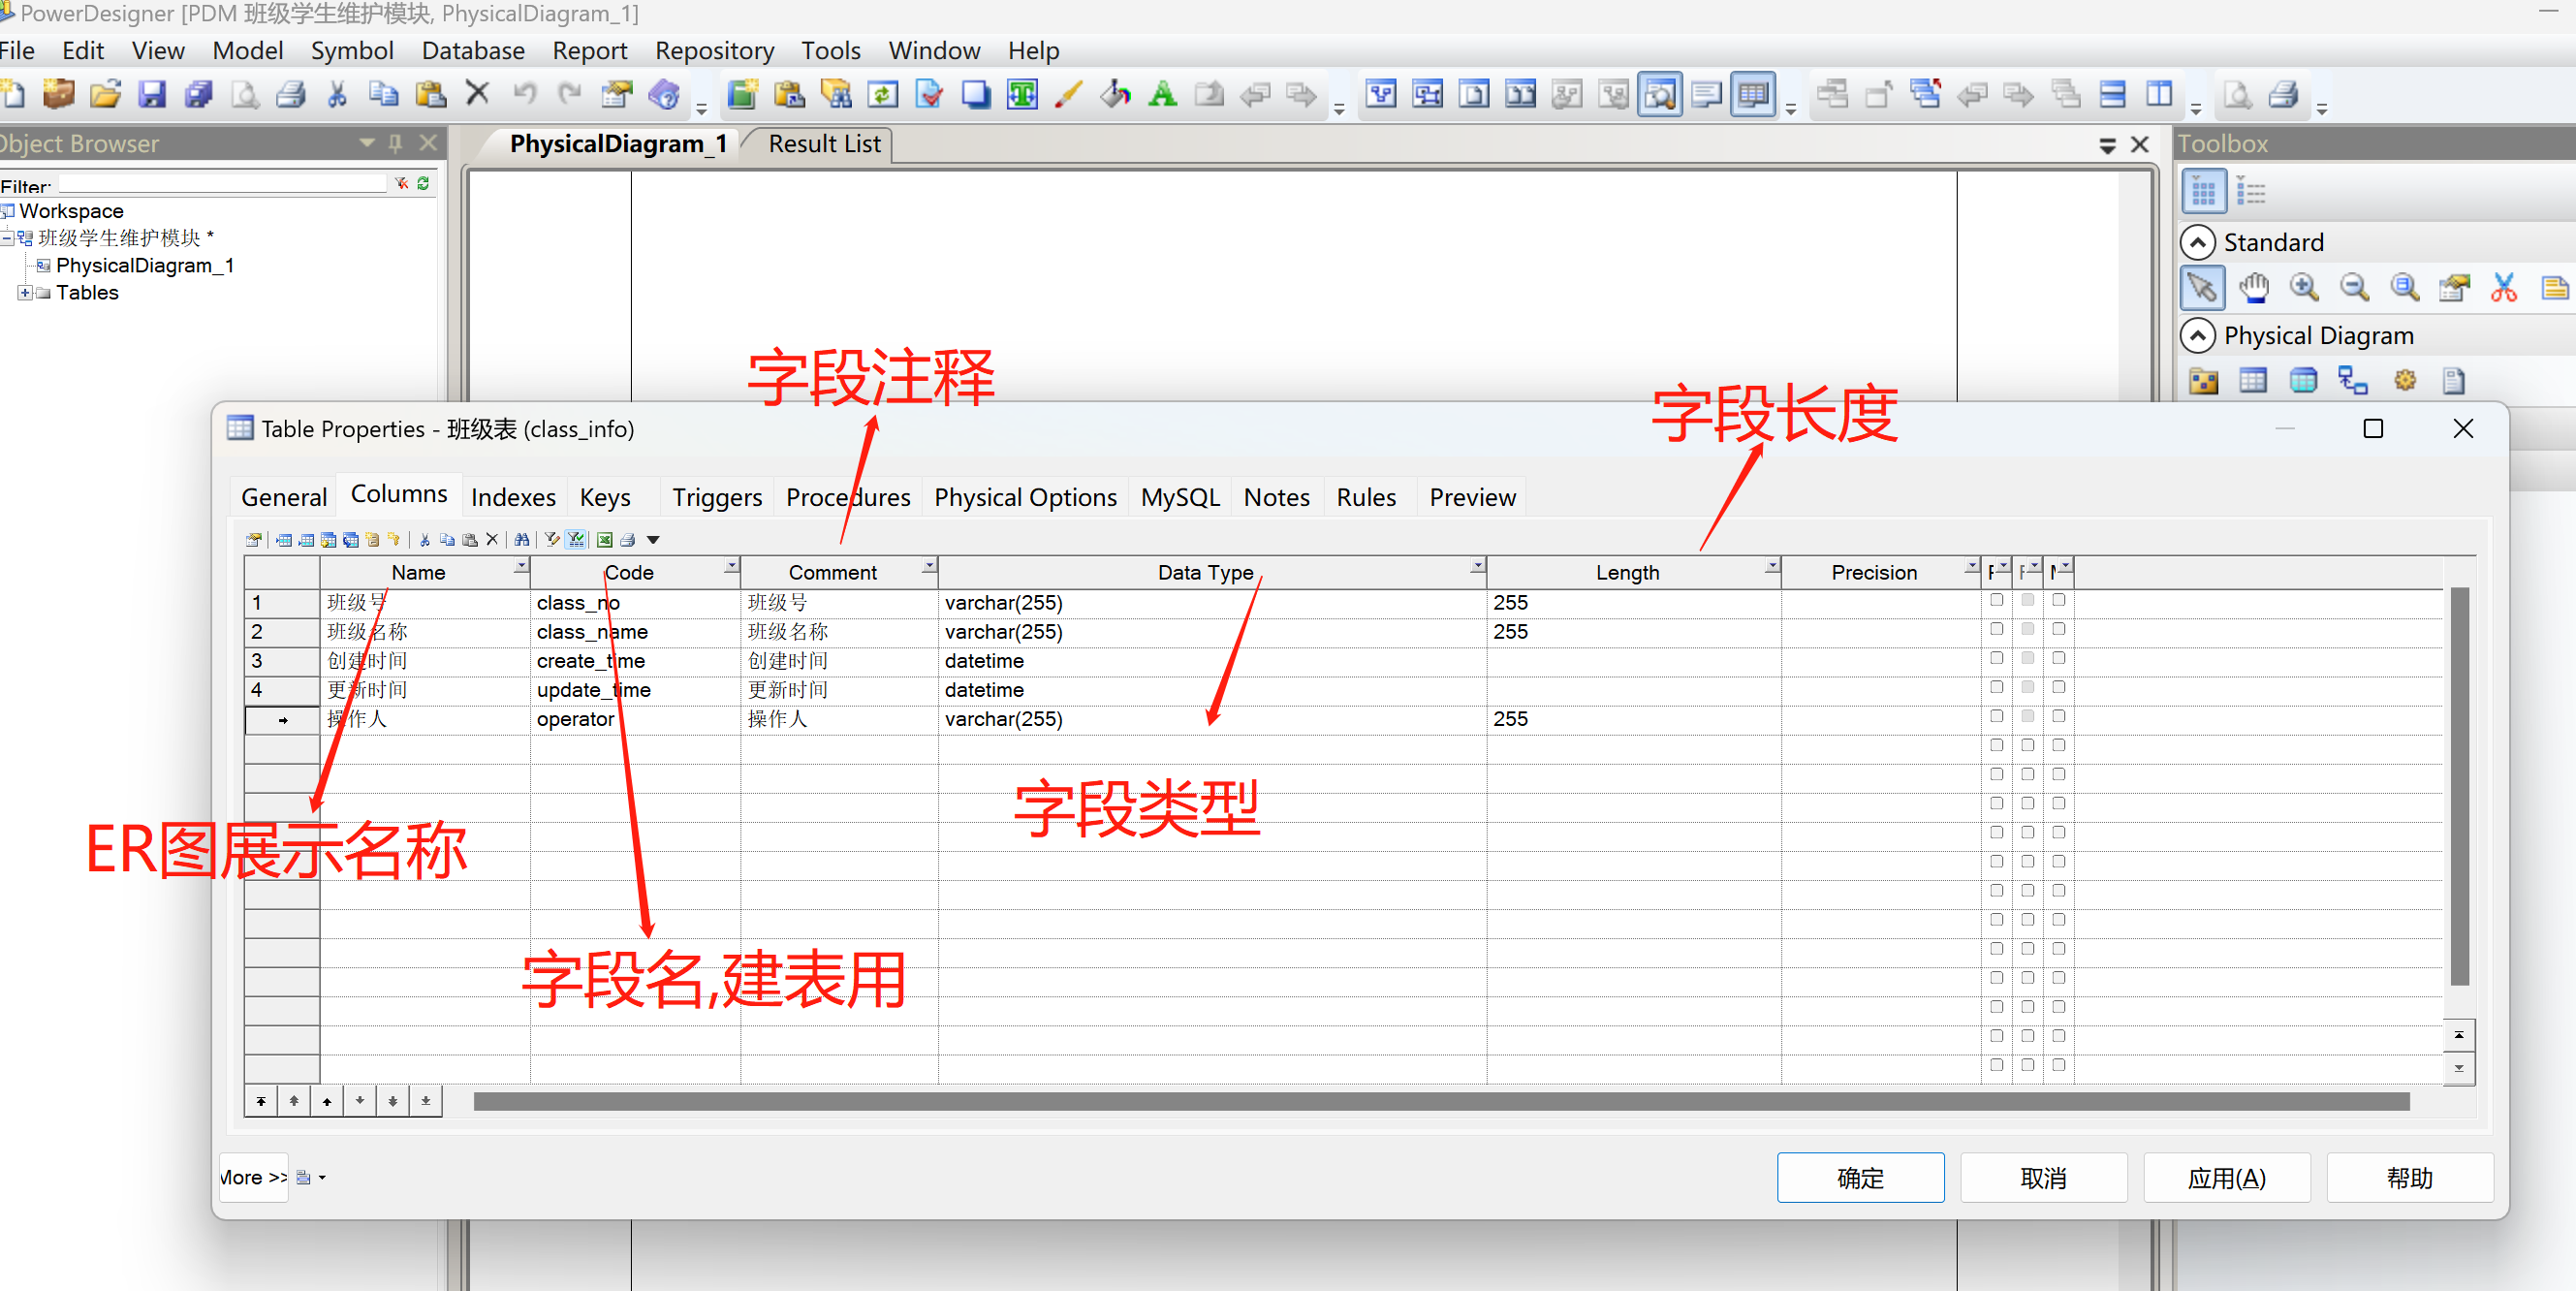 PowerDesigner [PDM 班级学生维护模块, PhysicalDiagram_1]
File Edit View Model Symbol Database Report Repository Tools Window Help
Object Browser
PhysicalDiagram_1 Result List
Toolbox
Filter:
Workspace
班级学生维护模块 *
PhysicalDiagram_1
Tables
Standard
Physical Diagram
字段注释
字段长度
Table Properties - 班级表 (class_info)
General Columns Indexes Keys Triggers Procedures Physical Options MySQL Notes Rules Preview
Name Code Comment Data Type Length Precision
1 班级号 class_no 班级号 varchar(255) 255
2 班级名称 class_name 班级名称 varchar(255) 255
3 创建时间 create_time 创建时间 datetime
4 更新时间 update_time 更新时间 datetime
操作人 operator 操作人 varchar(255) 255
字段类型
ER图展示名称
字段名,建表用
More >>
确定 取消 应用(A) 帮助